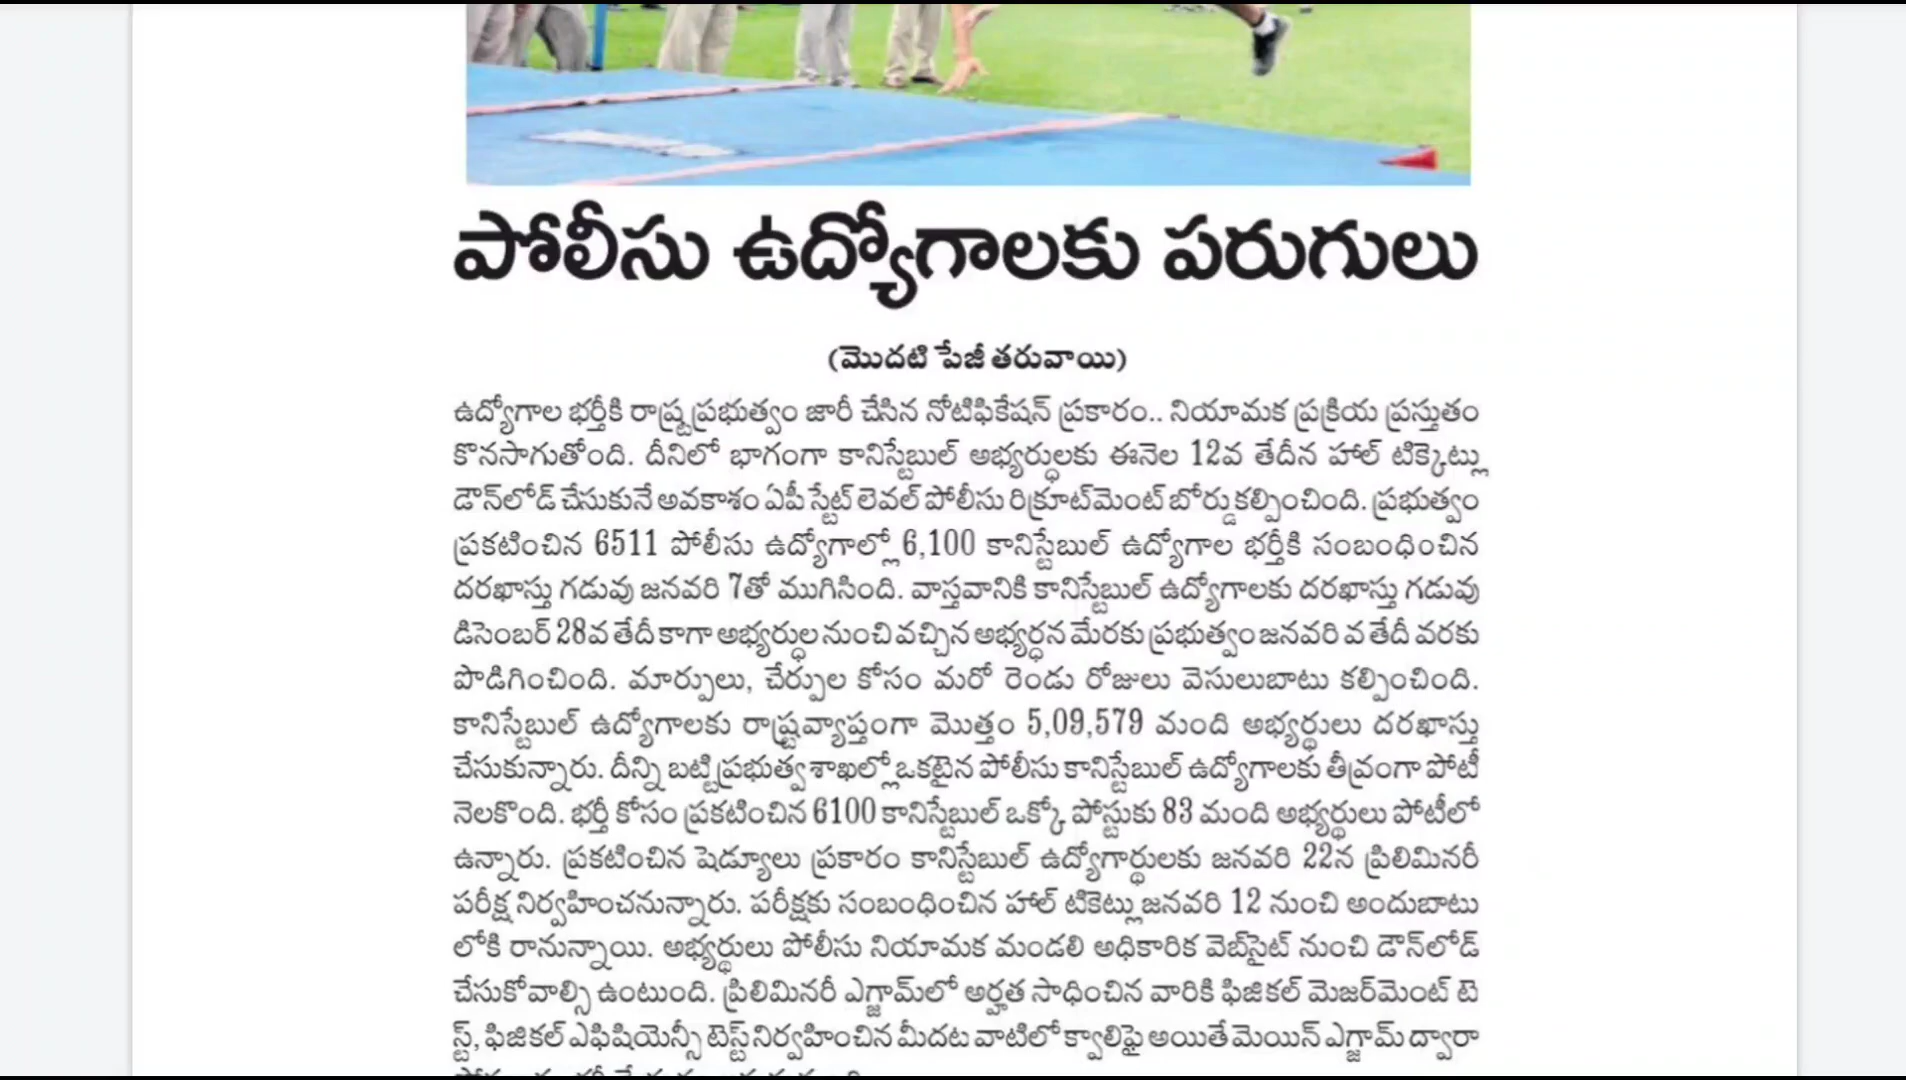 పోలీసు ఉద్యోగాలకు పరుగులు
(మొదటి పేజీ తరువాయి)
ఉద్యోగాల భర్తీకి రాష్ట్ర ప్రభుత్వం జారీ చేసిన నోటిఫికేషన్ ప్రకారం.. నియామక ప్రక్రియ ప్రస్తుతం
కొనసాగుతోంది. దీనిలో భాగంగా కానిస్టేబుల్ అభ్యర్థులకు ఈనెల 12వ తేదీన హాల్ టిక్కెట్లు
డౌన్‌లోడ్ చేసుకునే అవకాశం ఏపీ స్టేట్ లెవల్ పోలీసు రిక్రూట్‌మెంట్ బోర్డు కల్పించింది. ప్రభుత్వం
ప్రకటించిన 6511 పోలీసు ఉద్యోగాల్లో 6,100 కానిస్టేబుల్ ఉద్యోగాల భర్తీకి సంబంధించిన
దరఖాస్తు గడువు జనవరి 7తో ముగిసింది. వాస్తవానికి కానిస్టేబుల్ ఉద్యోగాలకు దరఖాస్తు గడువు
డిసెంబర్ 28వ తేదీ కాగా అభ్యర్థుల నుంచి వచ్చిన అభ్యర్ధన మేరకు ప్రభుత్వం జనవరి వ తేదీ వరకు
పొడిగించింది. మార్పులు, చేర్పుల కోసం మరో రెండు రోజులు వెసులుబాటు కల్పించింది.
కానిస్టేబుల్ ఉద్యోగాలకు రాష్ట్రవ్యాప్తంగా మొత్తం 5,09,579 మంది అభ్యర్థులు దరఖాస్తు
చేసుకున్నారు. దీన్ని బట్టి ప్రభుత్వ శాఖల్లో ఒకటైన పోలీసు కానిస్టేబుల్ ఉద్యోగాలకు తీవ్రంగా పోటీ
నెలకొంది. భర్తీ కోసం ప్రకటించిన 6100 కానిస్టేబుల్ ఒక్కో పోస్టుకు 83 మంది అభ్యర్థులు పోటీలో
ఉన్నారు. ప్రకటించిన షెడ్యూలు ప్రకారం కానిస్టేబుల్ ఉద్యోగార్థులకు జనవరి 22న ప్రిలిమినరీ
పరీక్ష నిర్వహించనున్నారు. పరీక్షకు సంబంధించిన హాల్ టికెట్లు జనవరి 12 నుంచి అందుబాటు
లోకి రానున్నాయి. అభ్యర్థులు పోలీసు నియామక మండలి అధికారిక వెబ్‌సైట్ నుంచి డౌన్‌లోడ్
చేసుకోవాల్సి ఉంటుంది. ప్రిలిమినరీ ఎగ్జామ్‌లో అర్హత సాధించిన వారికి ఫిజికల్ మెజర్‌మెంట్ టె
స్ట్, ఫిజికల్ ఎఫిషియెన్సీ టెస్ట్ నిర్వహించిన మీదట వాటిలో క్వాలిఫై అయితే మెయిన్ ఎగ్జామ్ ద్వారా